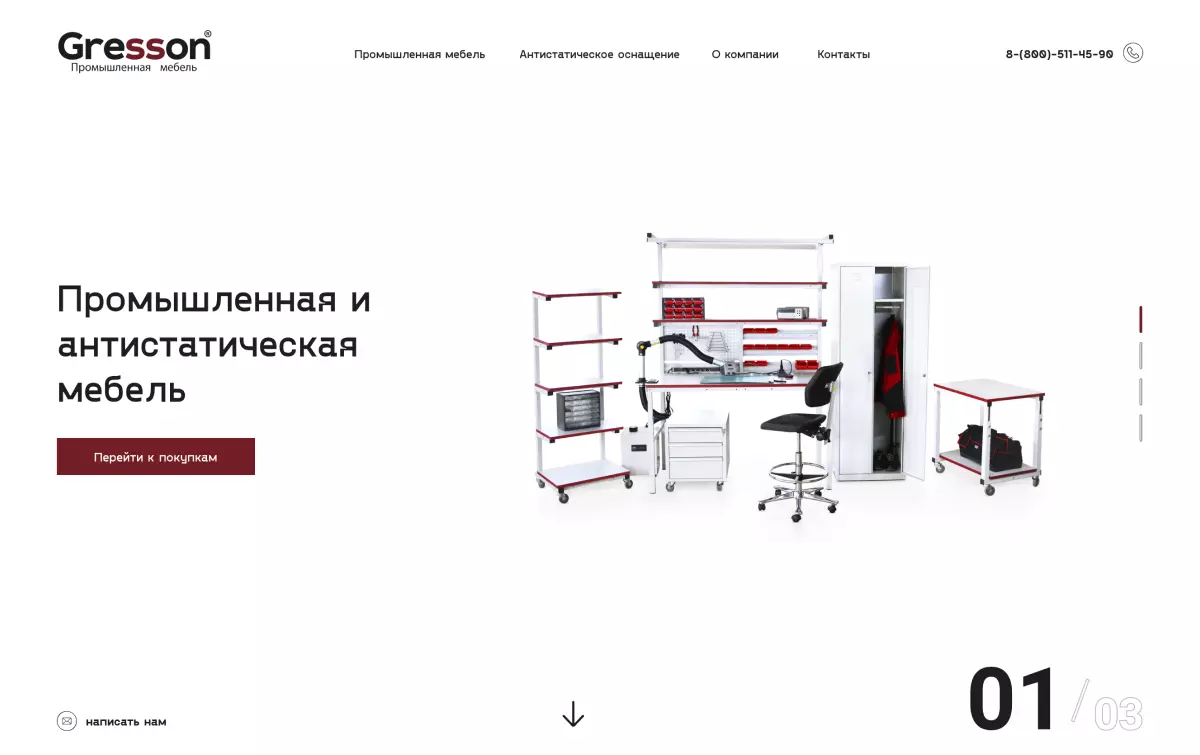 Gresson®
Промышленная мебель
Промышленная мебель
Антистатическое оснащение
О компании
Контакты
8-(800)-511-45-90
Промышленная и
антистатическая
мебель
Перейти к покупкам
написать нам
01/03